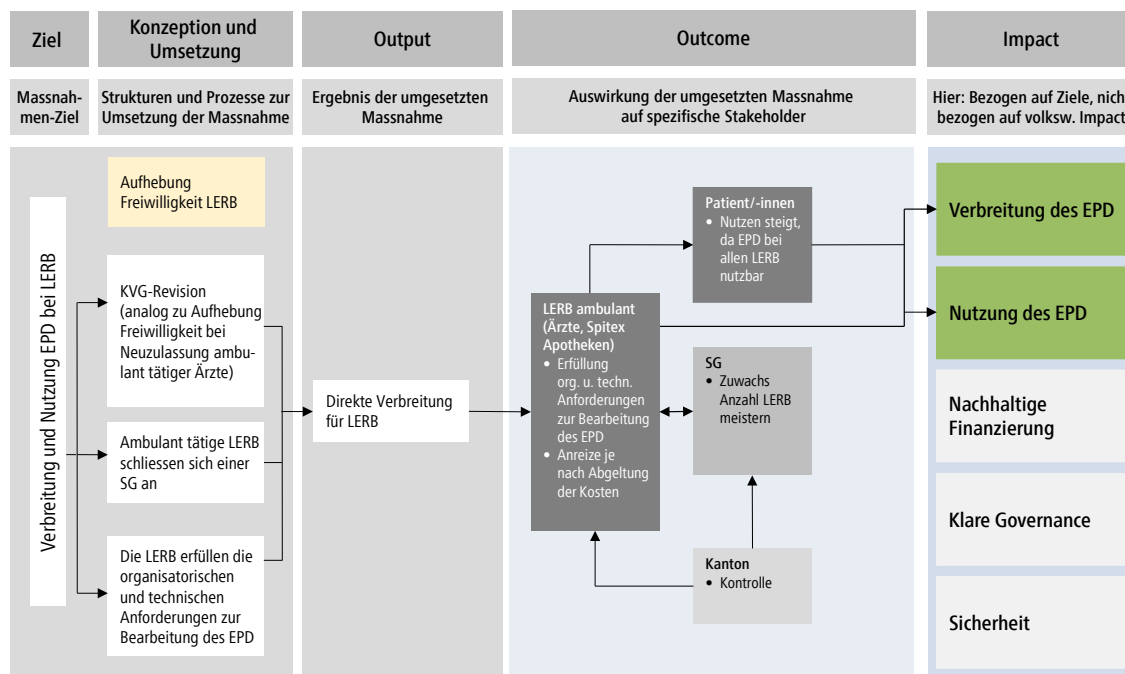 Ziel
Konzeption und
Umsetzung
Output
Outcome
Impact
Massnah-
men-Ziel
Strukturen und Prozesse zur
Umsetzung der Massnahme
Ergebnis der umgesetzten
Massnahme
Auswirkung der umgesetzten Massnahme
auf spezifische Stakeholder
Hier: Bezogen auf Ziele, nich
bezogen auf volksw. Impact
Verbreitung und Nutzung EPD bei LERB
Aufhebung
Freiwilligkeit LERB
KVG-Revision
(analog zu Aufhebung
Freiwilligkeit bei
Neuzulassung ambu-
lant tätiger Ärzte)
Ambulant tätige LERB
schliessen sich einer
SG an
Die LERB erfüllen die
organisatorischen
und technischen
Anforderungen zur
Bearbeitung des EPD
Direkte Verbreitung
für LERB
LERB ambulant
(Ärzte, Spitex
Apotheken)
• Erfüllung
org. u. techn.
Anforderungen
zur Bearbeitung
des EPD
• Anreize je
nach Abgeltung
der Kosten
Patient/-innen
• Nutzen steigt,
da EPD bei
allen LERB
nutzbar
SG
• Zuwachs
Anzahl LERB
meistern
Kanton
• Kontrolle
Verbreitung des EPD
Nutzung des EPD
Nachhaltige
Finanzierung
Klare Governance
Sicherheit